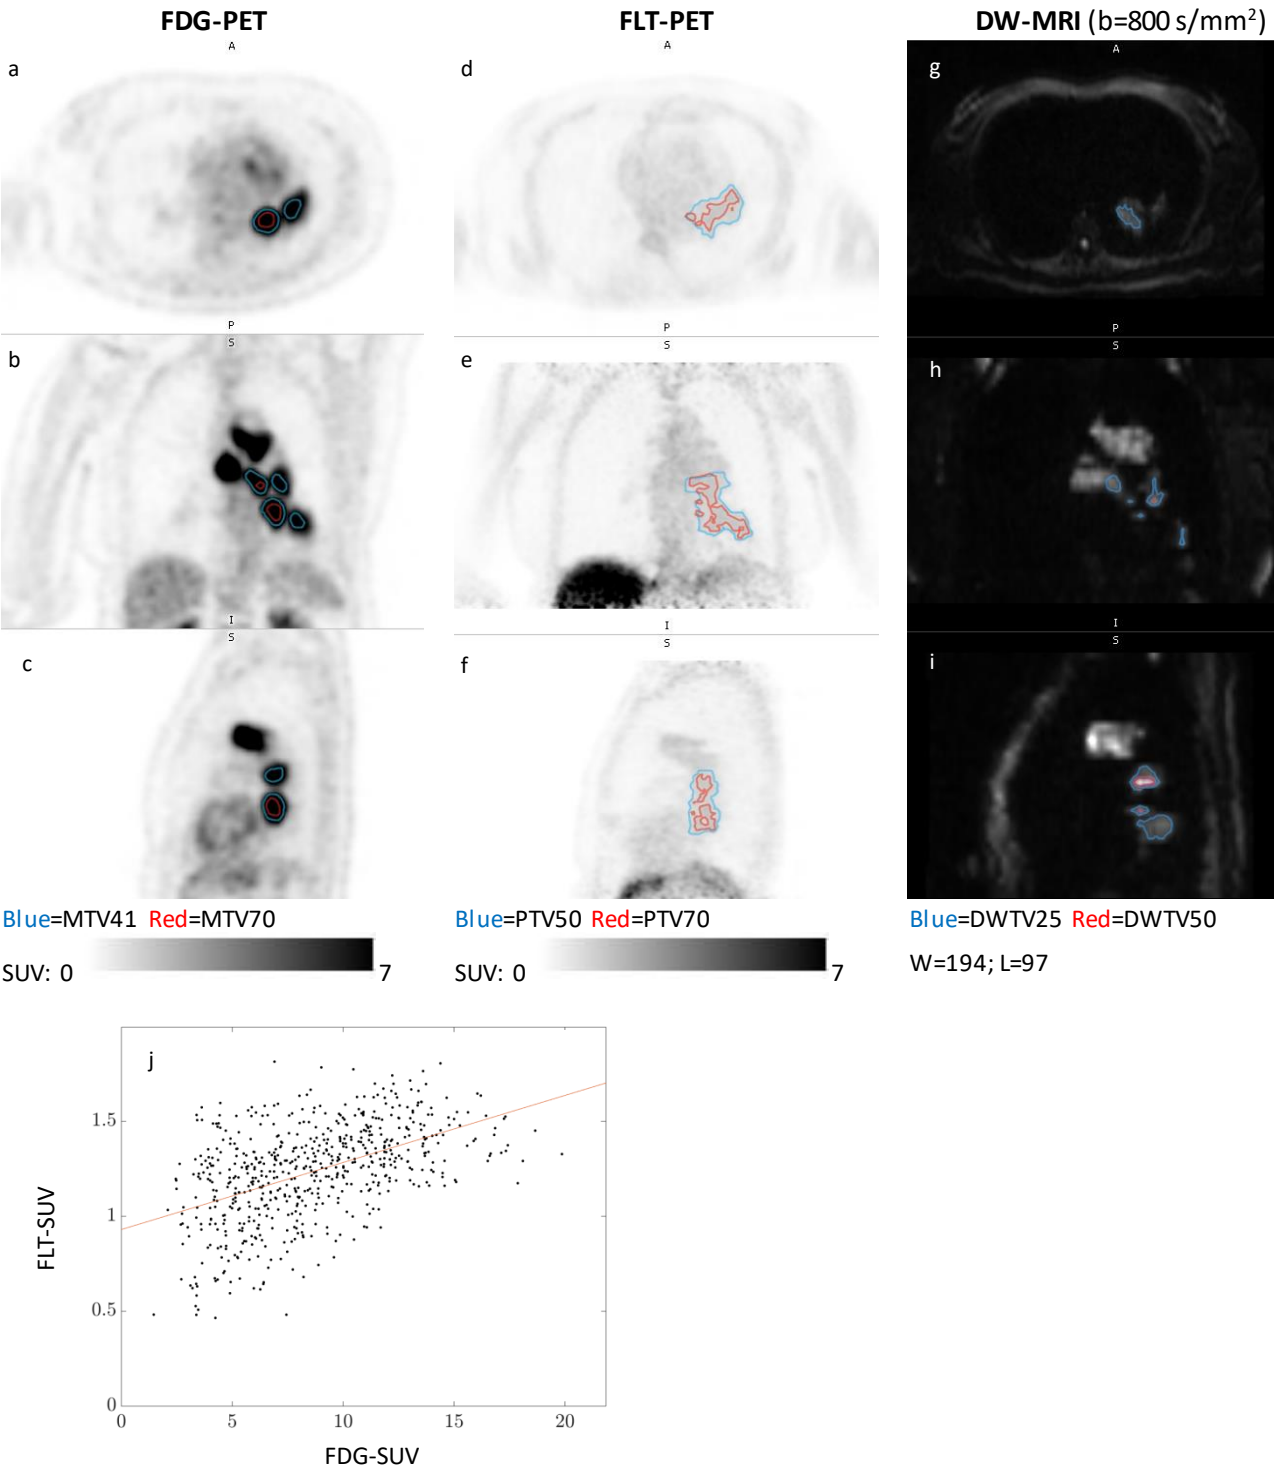 FDG-PET FLT-PET DW-MRI (b=800 s/mm²)
A A A
a d g
P P
S S S
b e h
I I I
S S S
c f i
Blue=MTV41 Red=MTV70 Blue=PTV50 Red=PTV70 Blue=DWTV25 Red=DWTV50
SUV: 0 7 SUV: 0 7 W=194; L=97
j
1.5
1
0.5
0
0 5 10 15 20
FLT-SUV
FDG-SUV